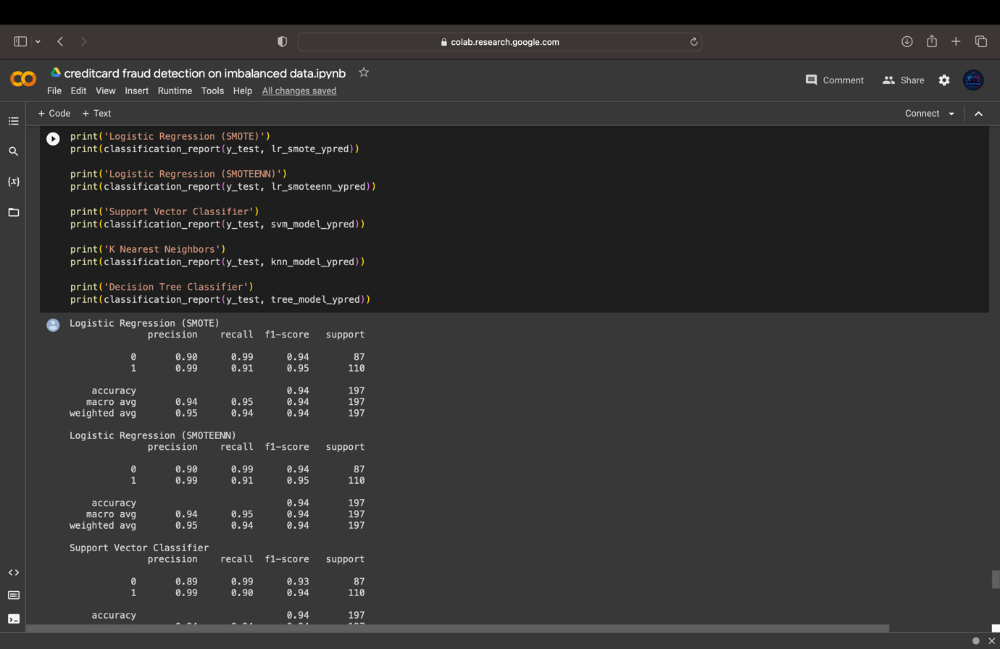 colab.research.google.com
creditcard fraud detection on imbalanced data.ipynb
Comment Share
File Edit View Insert Runtime Tools Help All changes saved
+ Code + Text Connect
print('Logistic Regression (SMOTE)')
print(classification_report(y_test, lr_smote_ypred))
{x}
print('Logistic Regression (SMOTEENN)')
print(classification_report(y_test, lr_smoteenn_ypred))
print('Support Vector Classifier')
print(classification_report(y_test, svm_model_ypred))
print('K Nearest Neighbors')
print(classification_report(y_test, knn_model_ypred))
print('Decision Tree Classifier')
print(classification_report(y_test, tree_model_ypred))
Logistic Regression (SMOTE)
precision recall f1-score support
0 0.90 0.99 0.94 87
1 0.99 0.91 0.95 110
accuracy 0.94 197
macro avg 0.94 0.95 0.94 197
weighted avg 0.95 0.94 0.94 197
Logistic Regression (SMOTEENN)
precision recall f1-score support
0 0.90 0.99 0.94 87
1 0.99 0.91 0.95 110
accuracy 0.94 197
macro avg 0.94 0.95 0.94 197
weighted avg 0.95 0.94 0.94 197
Support Vector Classifier
precision recall f1-score support
0 0.89 0.99 0.93 87
1 0.99 0.90 0.94 110
accuracy 0.94 197